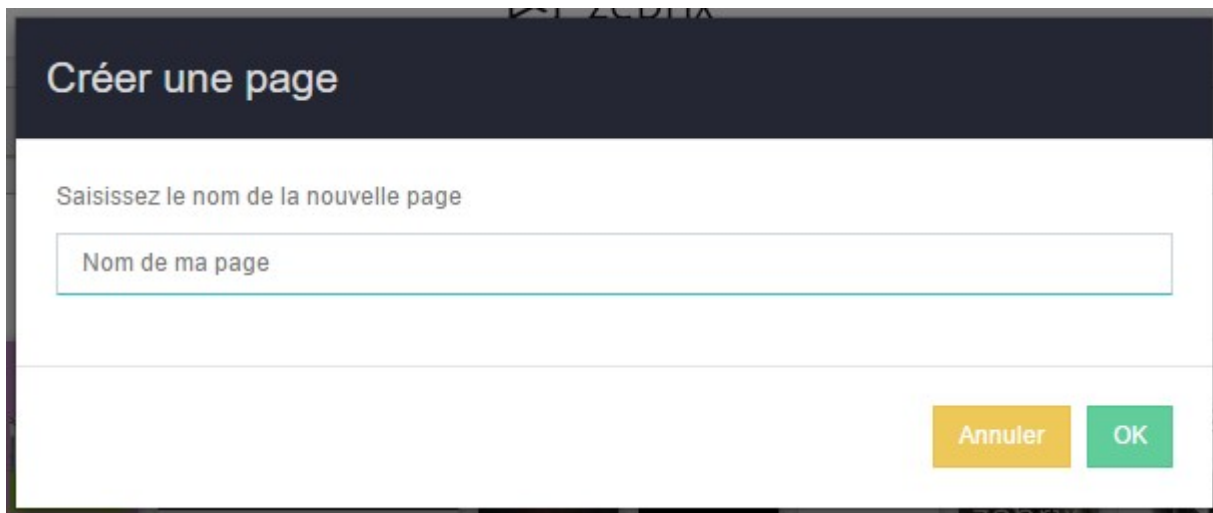 Créer une page
Saisissez le nom de la nouvelle page
Nom de ma page
Annuler
OK